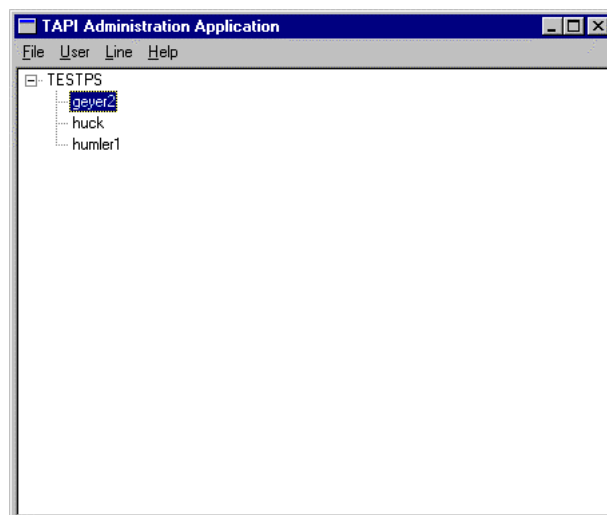 TAPI Administration Application
File User Line Help
TESTPS
geyer2
huck
humler1